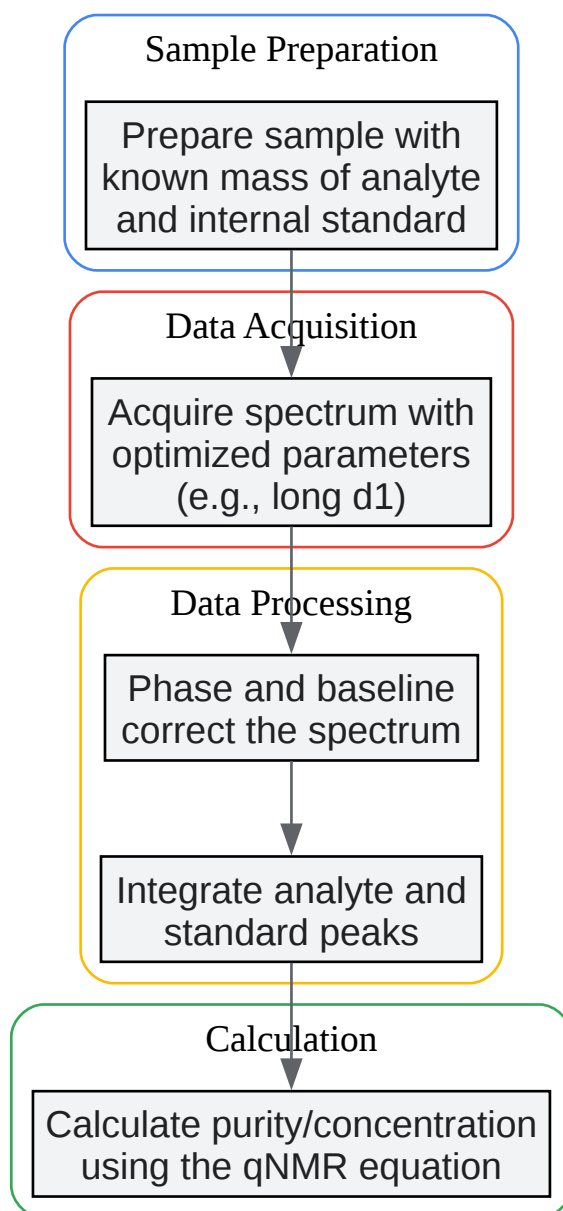 Sample Preparation
Prepare sample with
known mass of analyte
and internal standard
Data Acquisition
Acquire spectrum with
optimized parameters
(e.g., long d1)
Data Processing
Phase and baseline
correct the spectrum
Integrate analyte and
standard peaks
Calculation
Calculate purity/concentration
using the qNMR equation